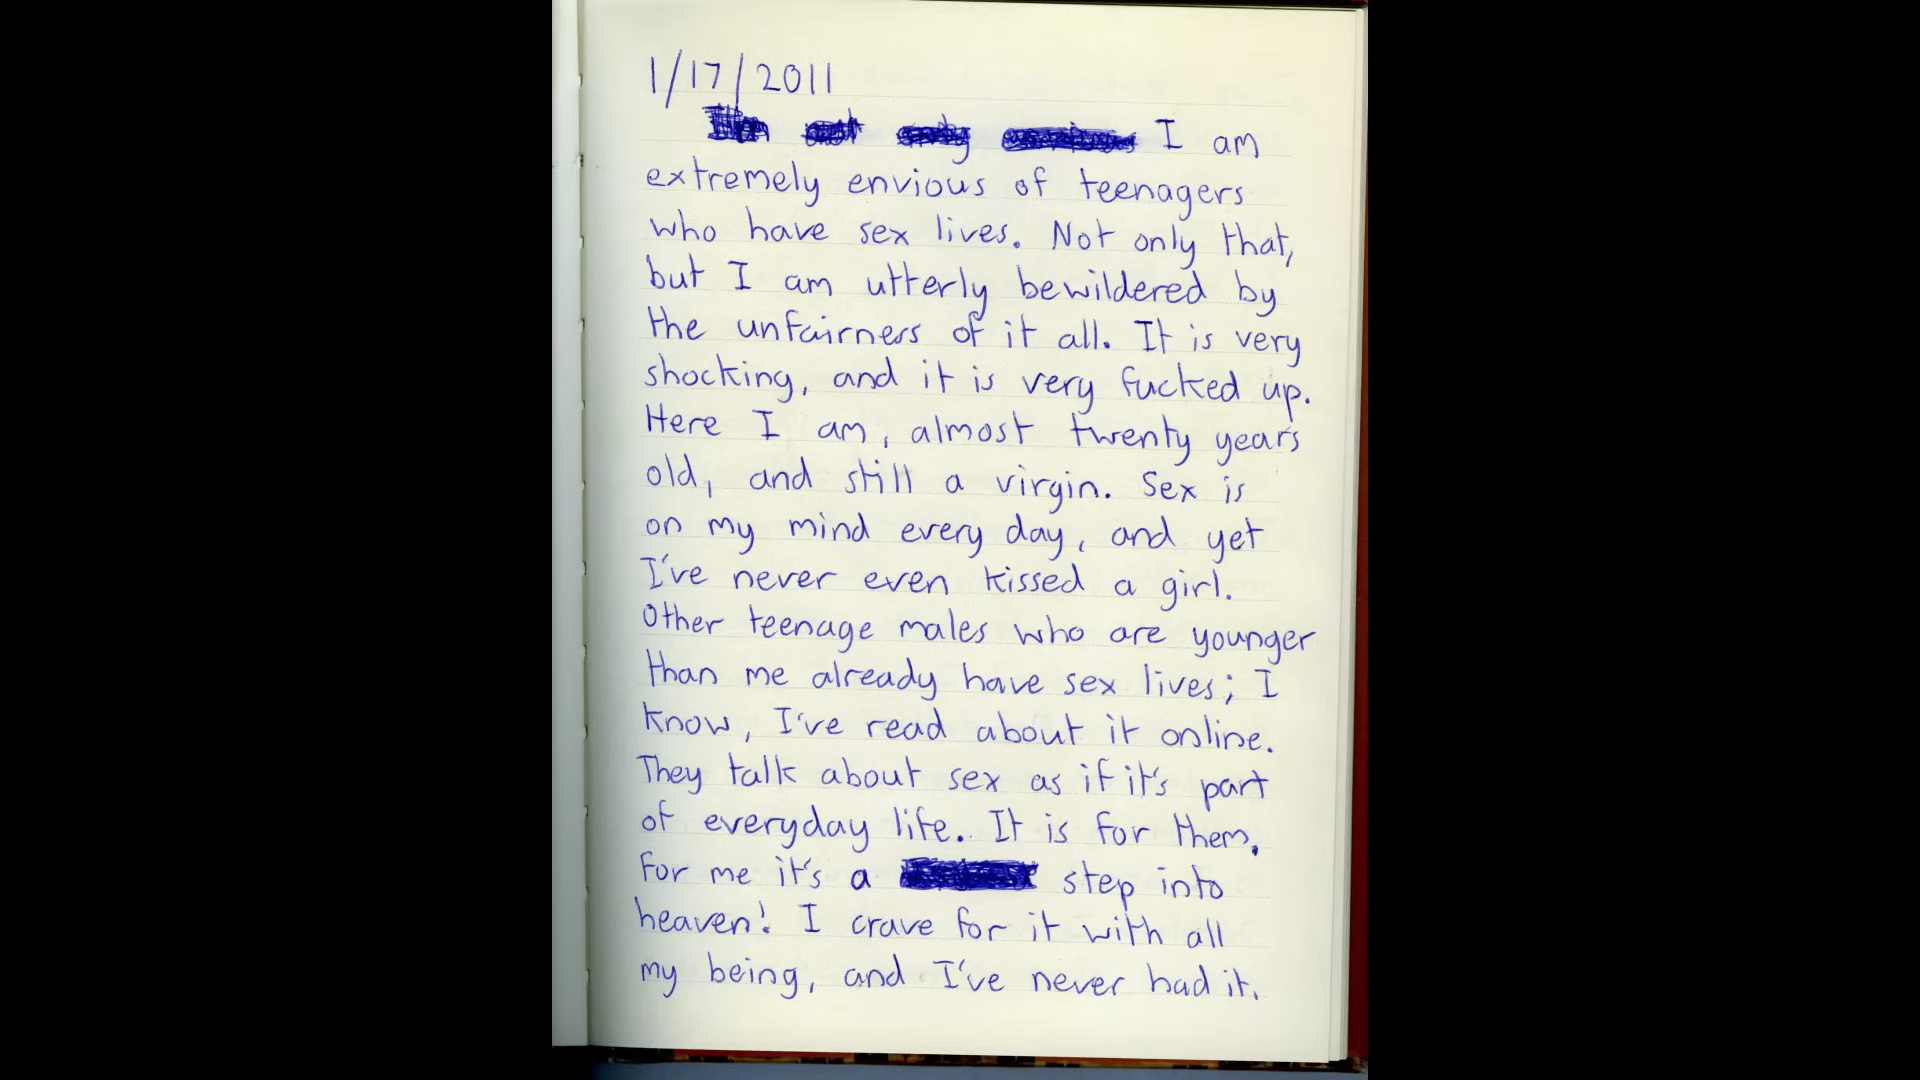 1/17/2011
I am
extremely envious of teenagers
who have sex lives. Not only that,
but I am utterly bewildered by
the unfairness of it all. It is very
shocking, and it is very fucked up.
Here I am, almost twenty years
old, and still a virgin. Sex is
on my mind every day, and yet
I've never even kissed a girl.
Other teenage males who are younger
than me already have sex lives; I
know, I've read about it online.
They talk about sex as if it's part
of everyday life. It is for them.
For me it's a step into
heaven! I crave for it with all
my being, and I've never had it.